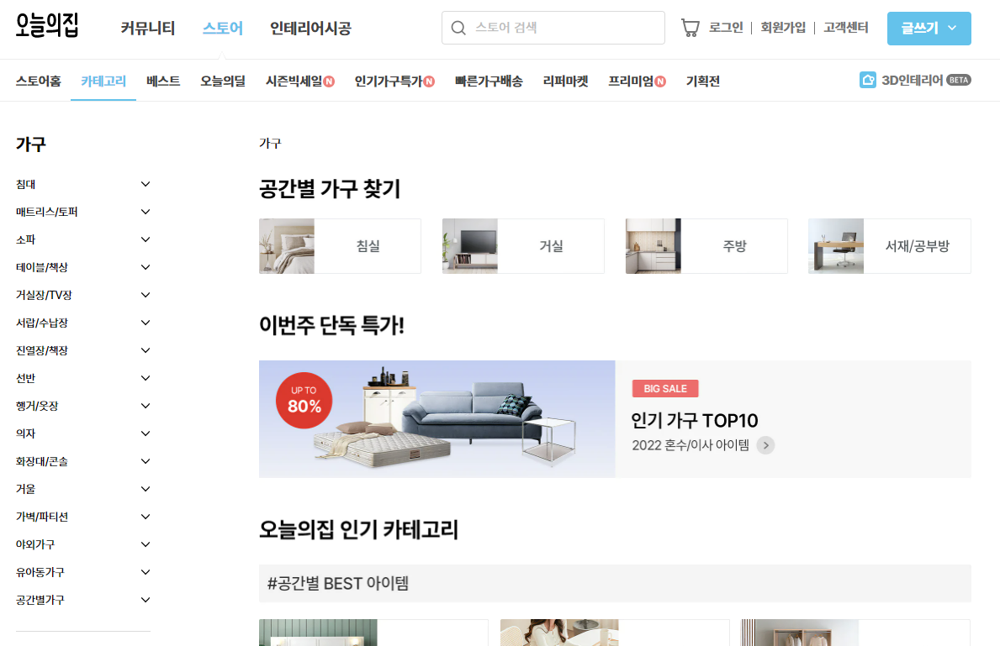 오늘의집
커뮤니티 스토어 인테리어시공 스토어 검색 로그인 회원가입 고객센터 글쓰기
스토어홈 카테고리 베스트 오늘의딜 시즌빅세일 N 인기가구특가 N 빠른가구배송 리퍼마켓 프리미엄 N 기획전 3D인테리어 BETA
가구
침대
매트리스/토퍼
소파
테이블/책상
거실장/TV장
서랍/수납장
진열장/책장
선반
행거/옷장
의자
화장대/콘솔
거울
가벽/파티션
야외가구
유아동가구
공간별가구
가구
공간별 가구 찾기
침실 거실 주방 서재/공부방
이번주 단독 특가!
UP TO
80%
BIG SALE
인기 가구 TOP10
2022 혼수/이사 아이템
오늘의집 인기 카테고리
#공간별 BEST 아이템